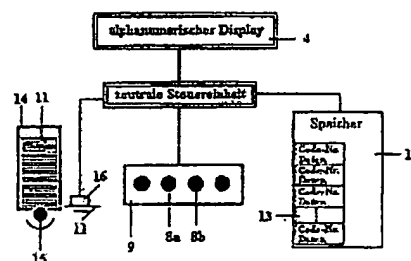 alphanumerischer Display
4
zentrale Steuereinheit
14
11
Speicher
16
11
1
Code-Nr.
Daten
Code-Nr.
Daten
Code-Nr.
Daten
13
Code-Nr.
Daten
9
8a
8b
15